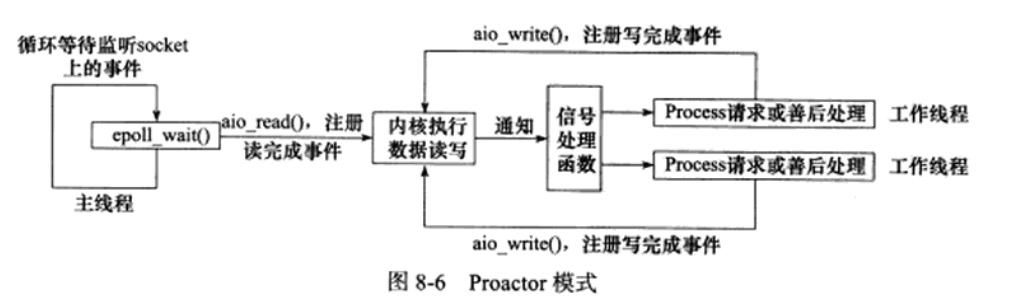 aio_write()，注册写完成事件
循环等待监听socket
上的事件
epoll_wait()
aio_read()，注册
读完成事件
主线程
内核执行
数据读写
通知
信号
处理
函数
Process请求或善后处理
工作线程
Process请求或善后处理
工作线程
aio_write()，注册写完成事件
图 8-6 Proactor 模式